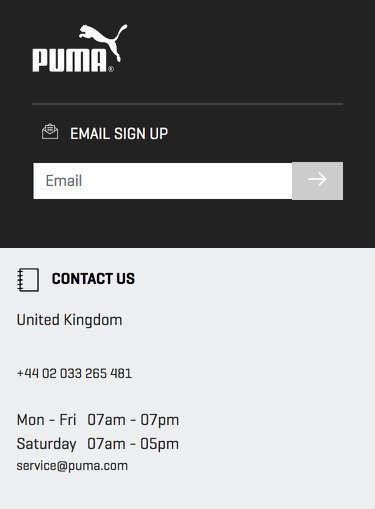 PUMA®
EMAIL SIGN UP
Email
CONTACT US
United Kingdom
+44 02 033 265 481
Mon - Fri 07am - 07pm
Saturday 07am - 05pm
service@puma.com